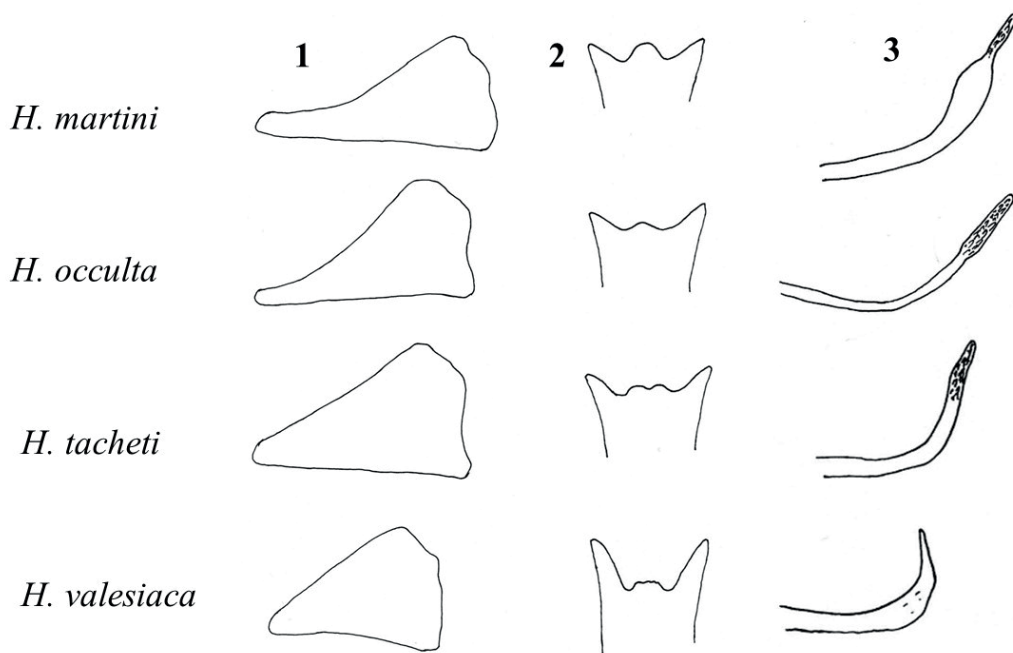 1 2 3
H. martini
H. occulta
H. tacheti
H. valesiaca